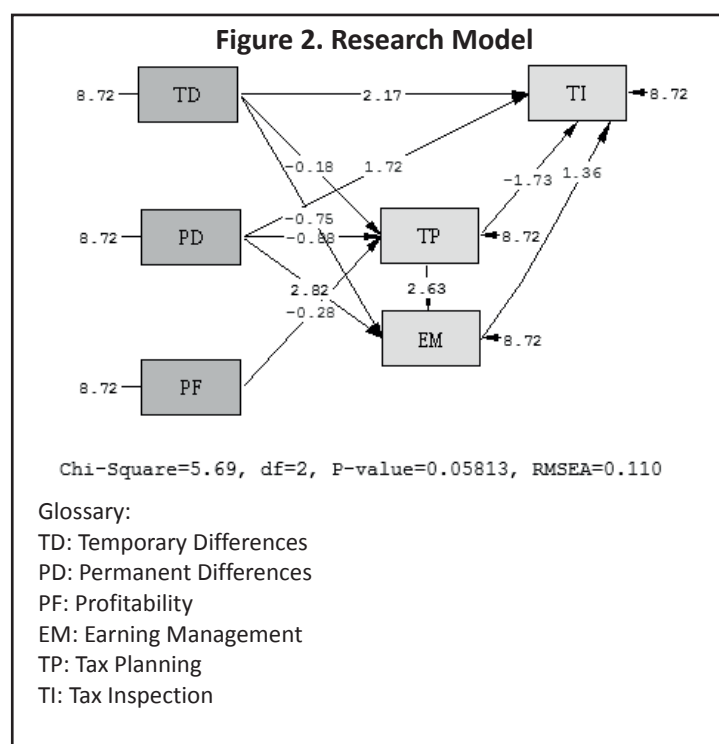 Figure 2. Research Model
8.72 TD 2.17 TI 8.72
-0.18 1.72 -1.73 1.36
8.72 PD -0.75 TP 8.72
-0.88
2.82 2.63
-0.28 EM 8.72
8.72 PF
Chi-Square=5.69, df=2, P-value=0.05813, RMSEA=0.110
Glossary:
TD: Temporary Differences
PD: Permanent Differences
PF: Profitability
EM: Earning Management
TP: Tax Planning
TI: Tax Inspection